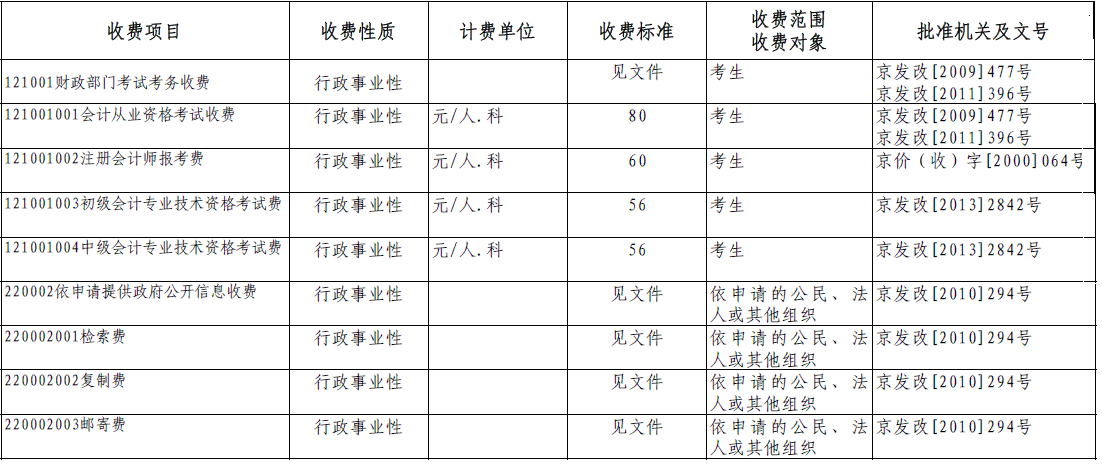 收费项目 收费性质 计费单位 收费标准 收费范围 批准机关及文号
收费对象
121001财政部门考试考务收费 行政事业性 见文件 考生 京发改[2009]477号
京发改[2011]396号
121001001会计从业资格考试收费 行政事业性 元/人.科 80 考生 京发改[2009]477号
京发改[2011]396号
121001002注册会计师报考费 行政事业性 元/人.科 60 考生 京价（收）字[2000]064号
121001003初级会计专业技术资格考试费 行政事业性 元/人.科 56 考生 京发改[2013]2842号
121001004中级会计专业技术资格考试费 行政事业性 元/人.科 56 考生 京发改[2013]2842号
220002依申请提供政府公开信息收费 行政事业性 见文件 依申请的公民、法 京发改[2010]294号
人或其他组织
220002001检索费 行政事业性 见文件 依申请的公民、法 京发改[2010]294号
人或其他组织
220002002复制费 行政事业性 见文件 依申请的公民、法 京发改[2010]294号
人或其他组织
220002003邮寄费 行政事业性 见文件 依申请的公民、法 京发改[2010]294号
人或其他组织